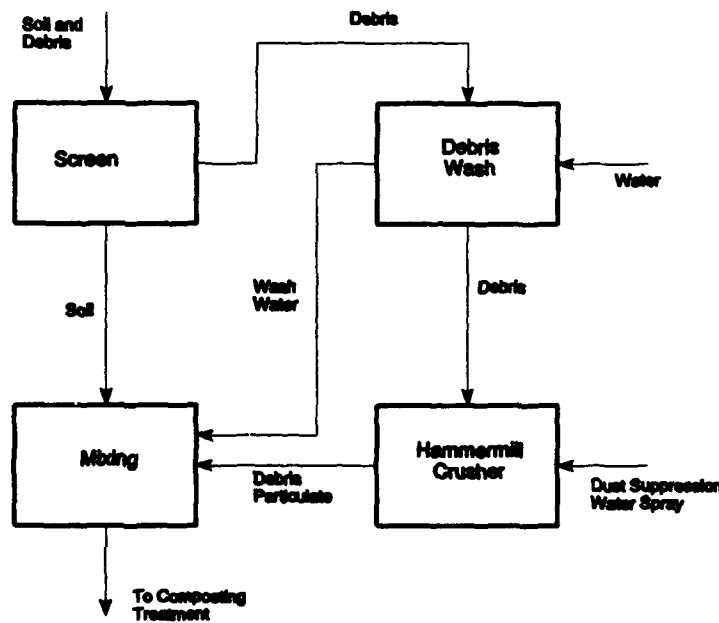 Soil and
Debris
Debris
Screen
Debris
Wash
Water
Wash
Water
Debris
Soil
Mixing
Hammermill
Crusher
Debris
Particulate
Dust Suppression
Water Spray
To Composting
Treatment